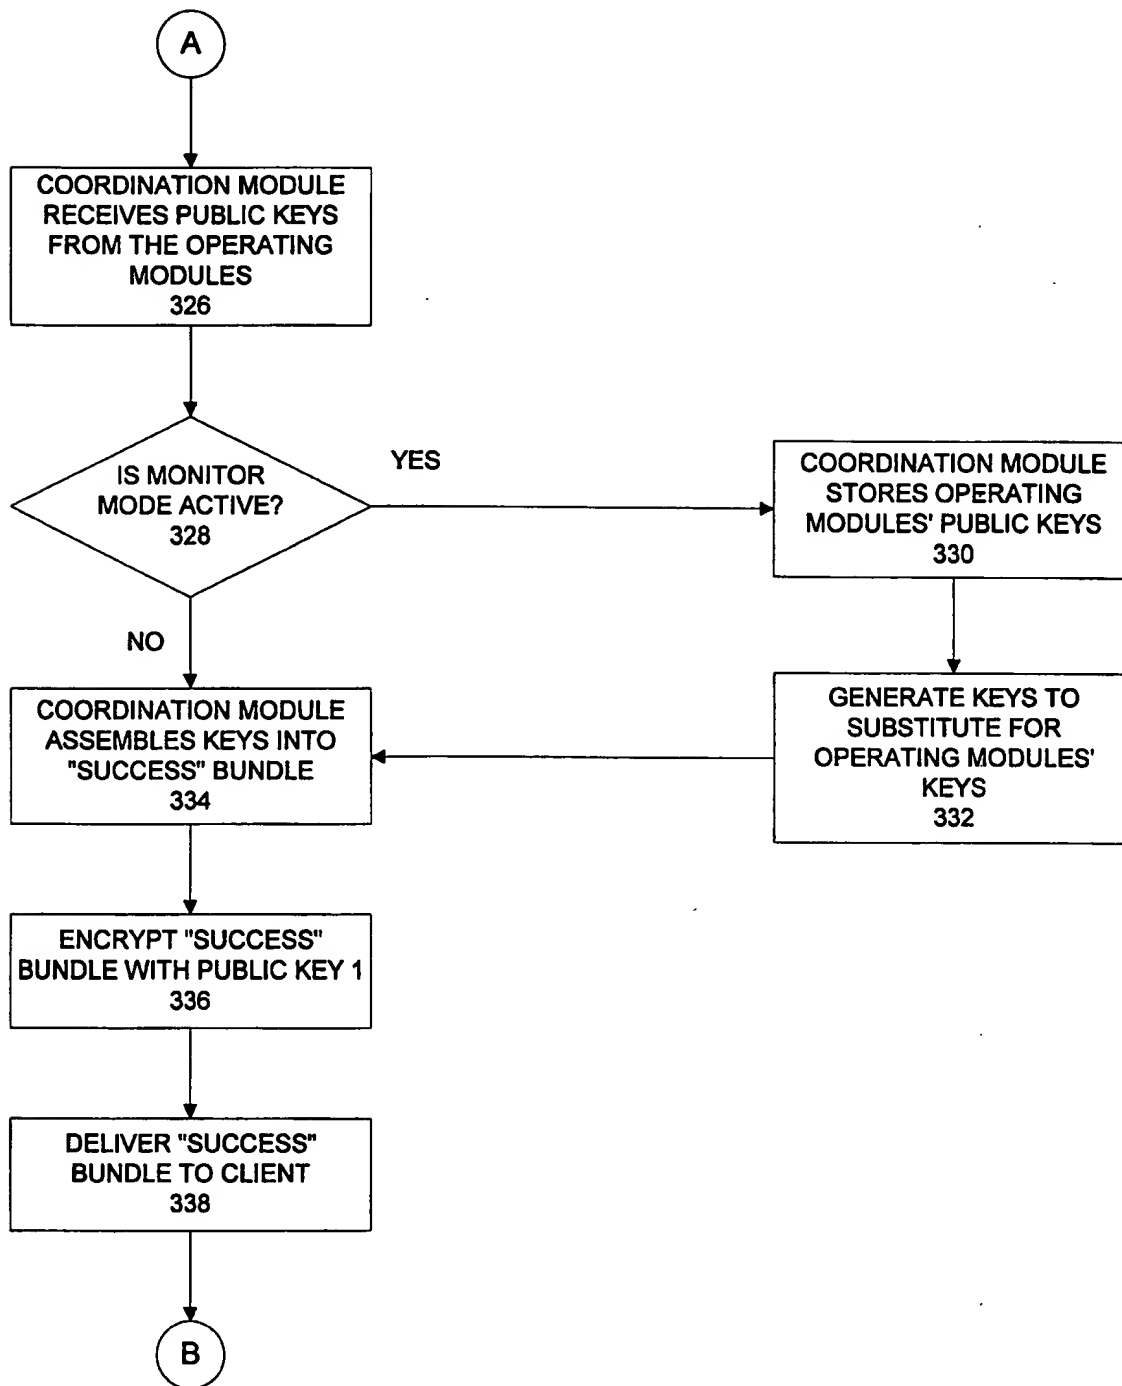 A
COORDINATION MODULE
RECEIVES PUBLIC KEYS
FROM THE OPERATING
MODULES
326
IS MONITOR
MODE ACTIVE?
328
YES
COORDINATION MODULE
STORES OPERATING
MODULES' PUBLIC KEYS
330
NO
GENERATE KEYS TO
SUBSTITUTE FOR
OPERATING MODULES'
KEYS
332
COORDINATION MODULE
ASSEMBLES KEYS INTO
"SUCCESS" BUNDLE
334
ENCRYPT "SUCCESS"
BUNDLE WITH PUBLIC KEY 1
336
DELIVER "SUCCESS"
BUNDLE TO CLIENT
338
B